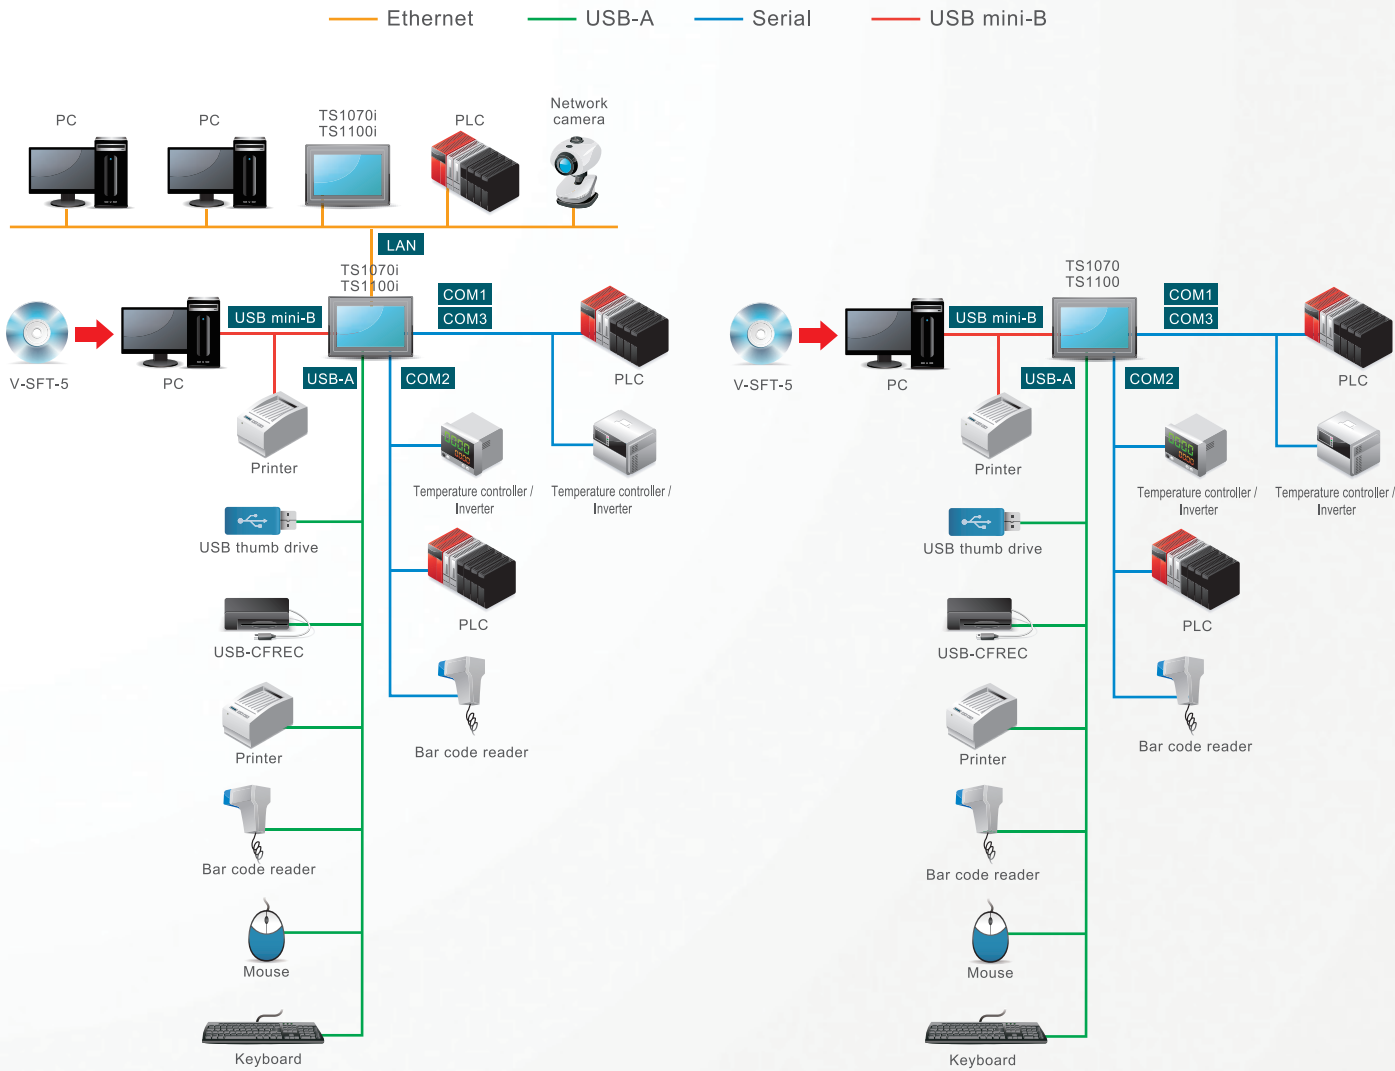 Ethernet
USB-A
Serial
USB mini-B
PC
PC
TS1070i
TS1100i
PLC
Network
camera
LAN
TS1070i
TS1100i
COM1
COM3
USB mini-B
V-SFT-5
PC
USB-A
COM2
PLC
Printer
Temperature controller /
Inverter
Temperature controller /
Inverter
USB thumb drive
PLC
USB-CFREC
Printer
Bar code reader
Bar code reader
Mouse
Keyboard
TS1070
TS1100
COM1
COM3
USB mini-B
V-SFT-5
PC
USB-A
COM2
PLC
Printer
Temperature controller /
Inverter
Temperature controller /
Inverter
USB thumb drive
PLC
USB-CFREC
Printer
Bar code reader
Bar code reader
Mouse
Keyboard